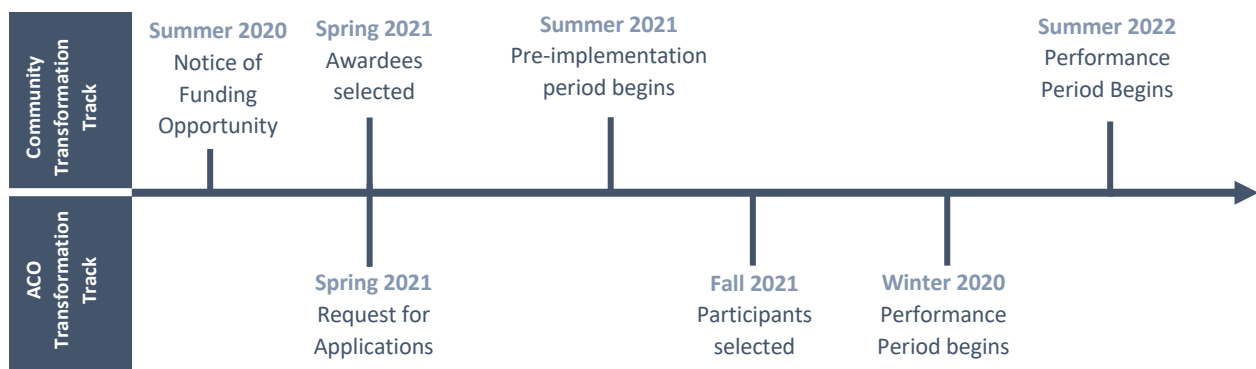 Community
Transformation
Track
Summer 2020
Notice of
Funding
Opportunity
Spring 2021
Awardees
selected
Summer 2021
Pre-implementation
period begins
Summer 2022
Performance
Period Begins
ACO
Transformation
Track
Spring 2021
Request for
Applications
Fall 2021
Participants
selected
Winter 2020
Performance
Period begins